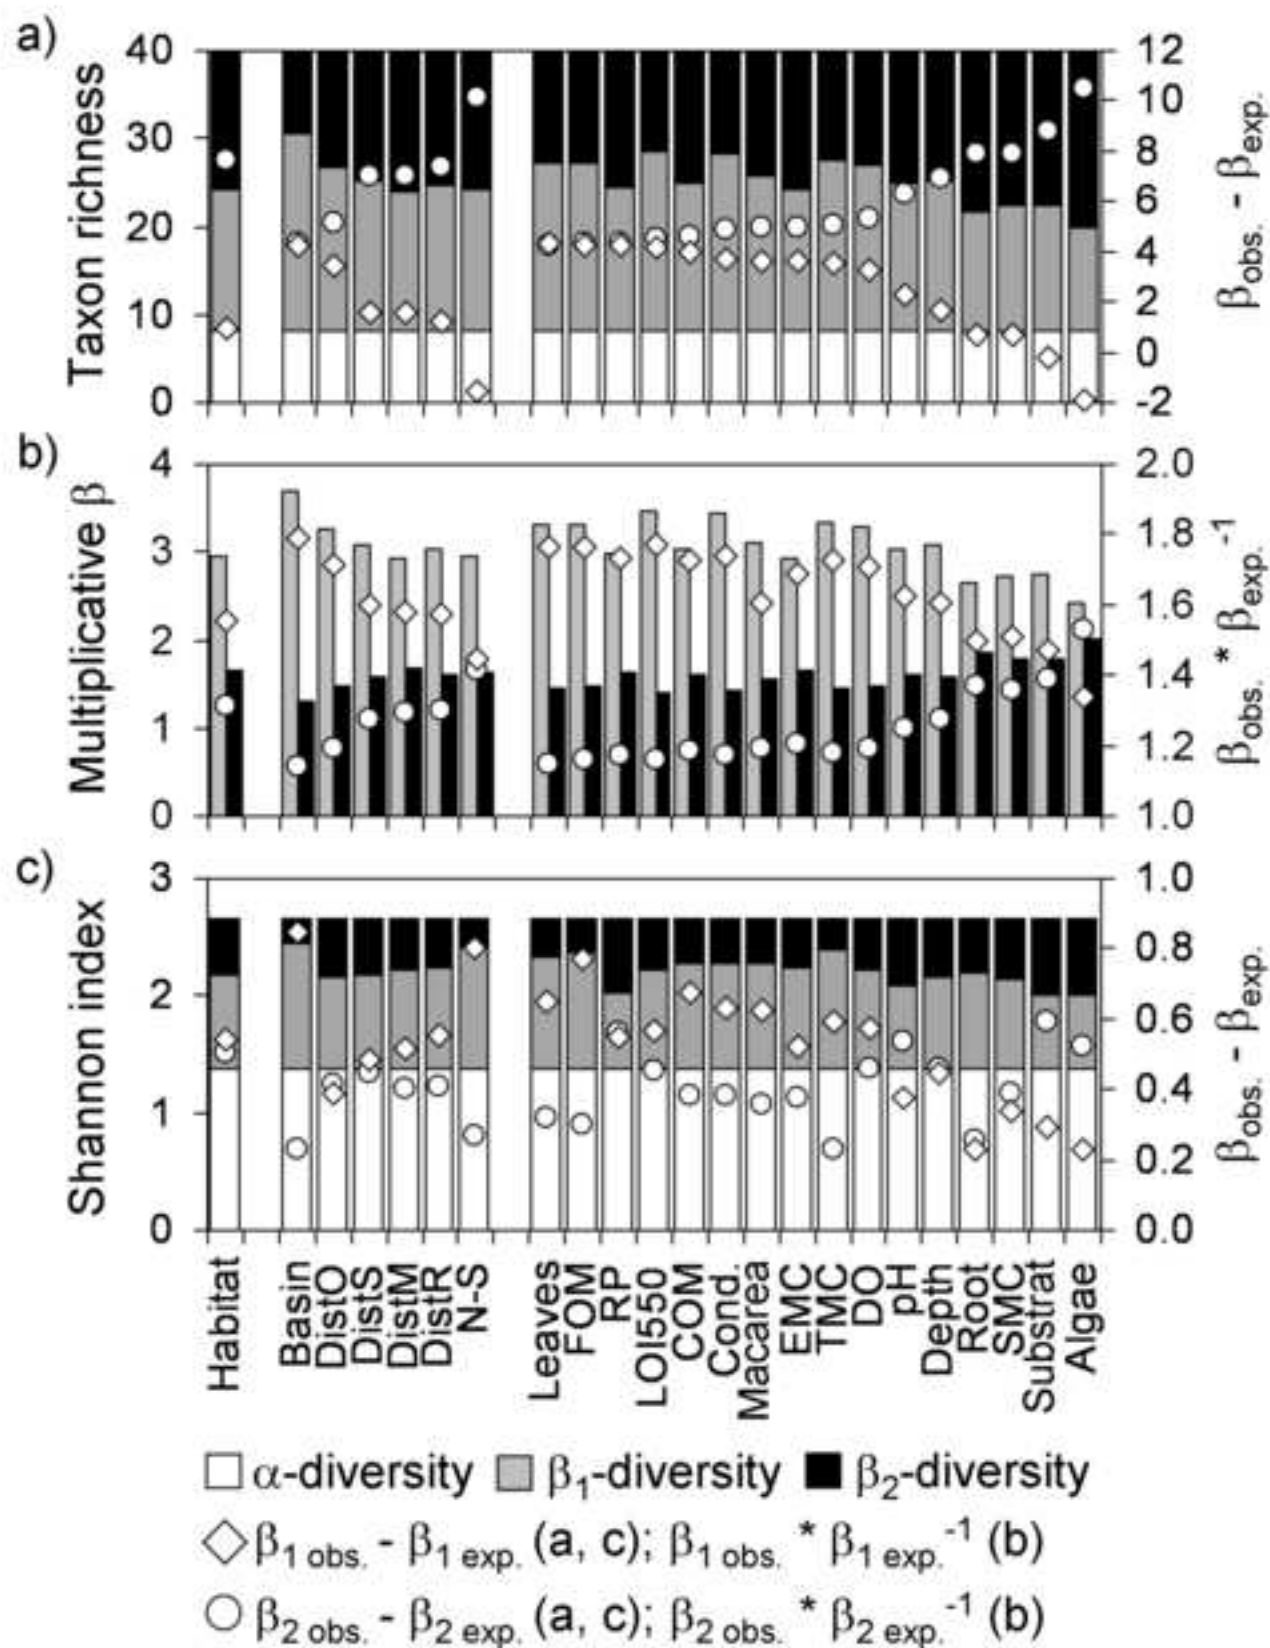 a)
Taxon richness
40
30
20
10
0
12
10
8
6
4
2
0
-2
βobs. - βexp.
b)
Multiplicative β
4
3
2
1
0
2.0
1.8
1.6
1.4
1.2
1.0
βobs. * βexp.-1
c)
Shannon index
3
2
1
0
1.0
0.8
0.6
0.4
0.2
0.0
βobs. - βexp.
Habitat
Basin
DistO
DistS
DistM
DistR
N-S
Leaves
FOM
RP
LOI550
COM
Cond.
Macarea
EMC
TMC
DO
pH
Depth
Root
SMC
Substrat
Algae
α-diversity β1-diversity β2-diversity
β1 obs. - β1 exp. (a, c); β1 obs. * β1 exp.-1 (b)
β2 obs. - β2 exp. (a, c); β2 obs. * β2 exp.-1 (b)